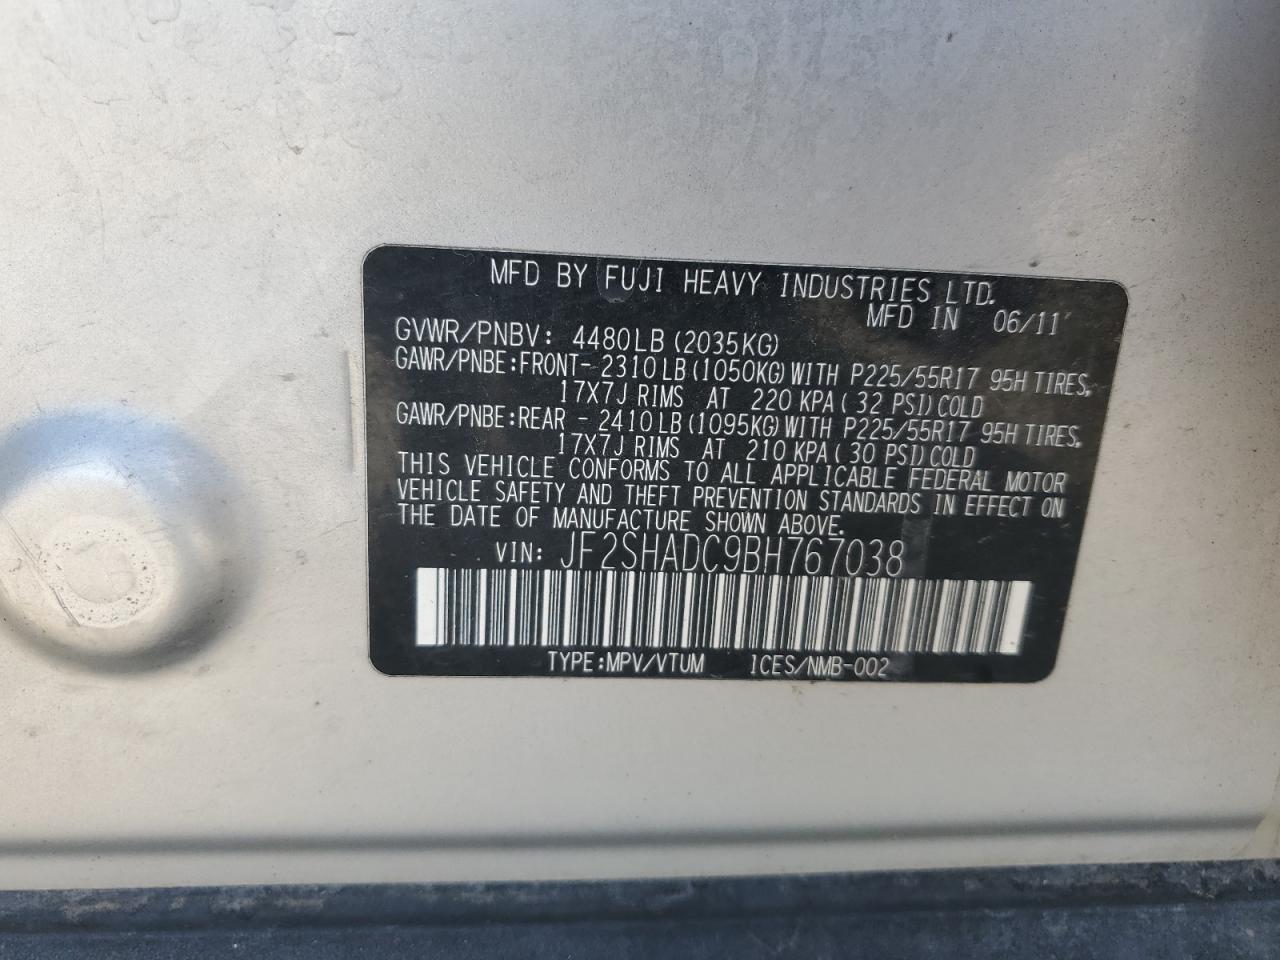 MFD BY FUJI HEAVY INDUSTRIES LTD.
MFD IN 06/11
GVWR/PNBV: 4480LB (2035KG)
GAWR/PNBE:FRONT- 2310LB (1050KG) WITH P225/55R17 95H TIRES,
17X7J RIMS AT 220 KPA ( 32 PSI) COLD
GAWR/PNBE:REAR - 2410LB (1095KG) WITH P225/55R17 95H TIRES,
17X7J RIMS AT 210 KPA ( 30 PSI) COLD
THIS VEHICLE CONFORMS TO ALL APPLICABLE FEDERAL MOTOR
VEHICLE SAFETY AND THEFT PREVENTION STANDARDS IN EFFECT ON
THE DATE OF MANUFACTURE SHOWN ABOVE.
VIN: JF2SHADC9BH767038
TYPE:MPV/VTUM ICES/NMB-002